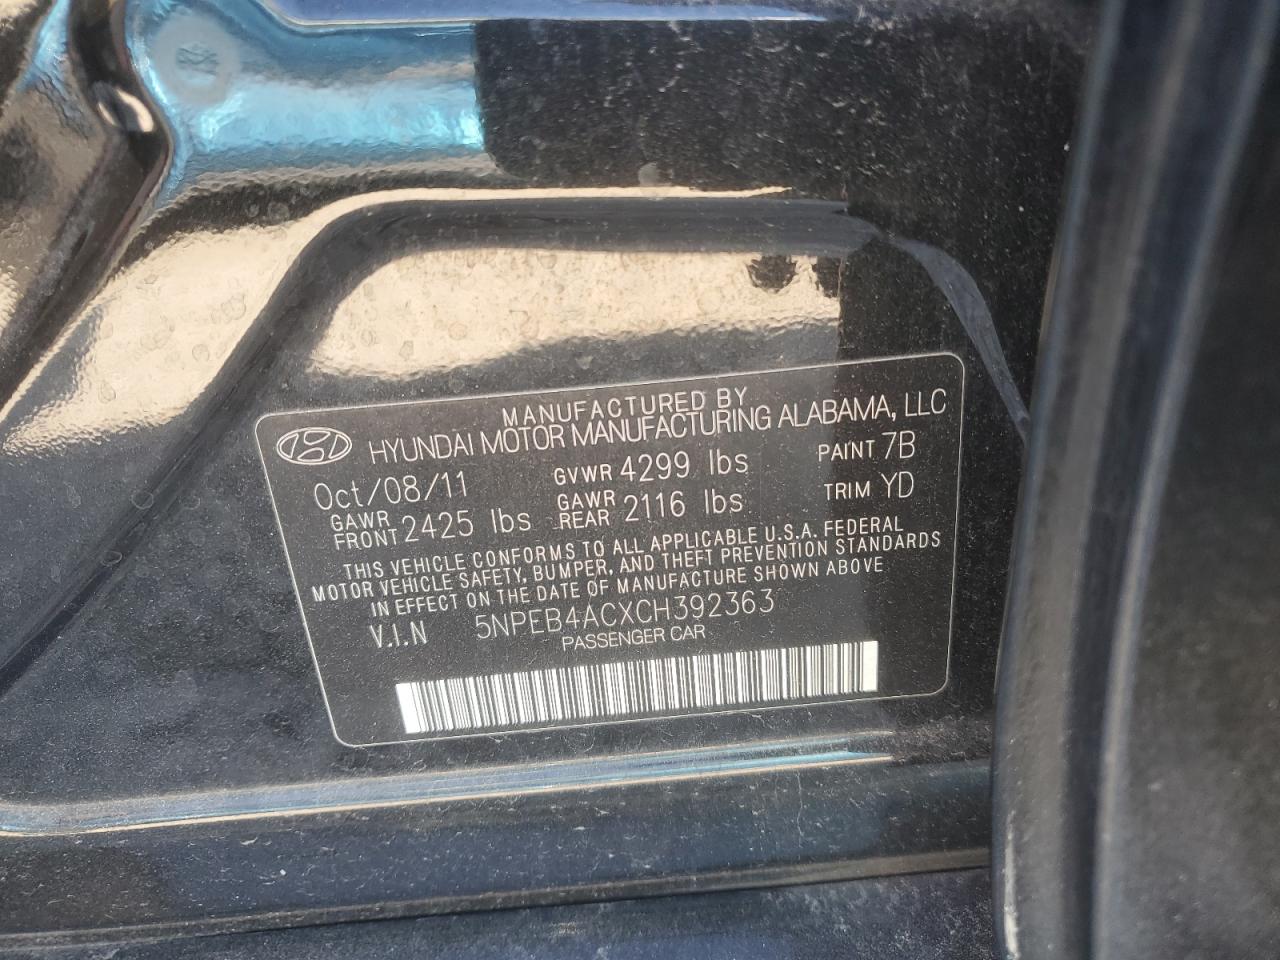 MANUFACTURED BY
HYUNDAI MOTOR MANUFACTURING ALABAMA, LLC
Oct/08/11 GVWR 4299 lbs PAINT 7B
GAWR FRONT 2425 lbs GAWR REAR 2116 lbs TRIM YD
THIS VEHICLE CONFORMS TO ALL APPLICABLE U.S.A. FEDERAL
MOTOR VEHICLE SAFETY, BUMPER, AND THEFT PREVENTION STANDARDS
IN EFFECT ON THE DATE OF MANUFACTURE SHOWN ABOVE
V.I.N 5NPEB4ACXCH392363
PASSENGER CAR